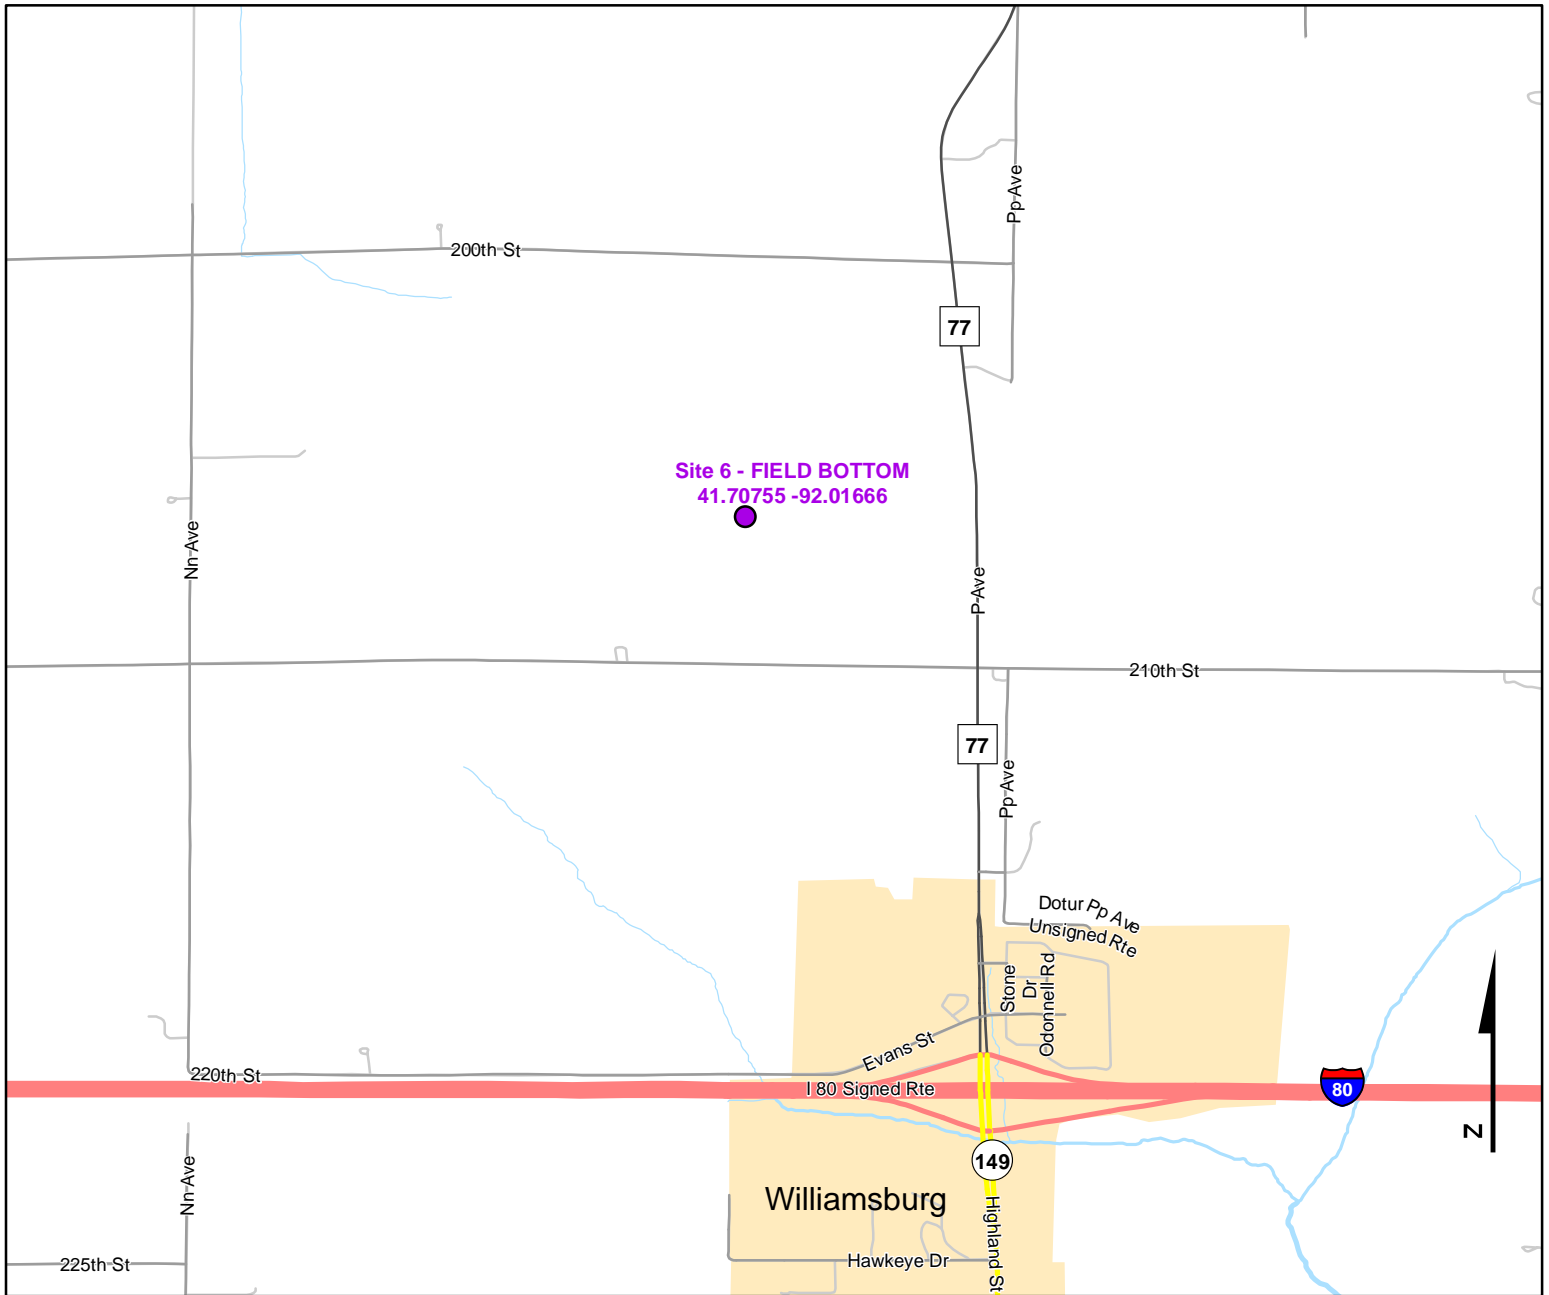 Pp Ave
200th St
77
Site 6 - FIELD BOTTOM
41.70755 -92.01666
Nn Ave
P Ave
210th St
77
Pp Ave
Dotur Pp Ave
Unsigned Rte
Stone
Dr
Odonnell Rd
Evans St
220th St
I 80 Signed Rte
80
N
149
Nn Ave
Williamsburg
Highland St
225th St
Hawkeye Dr